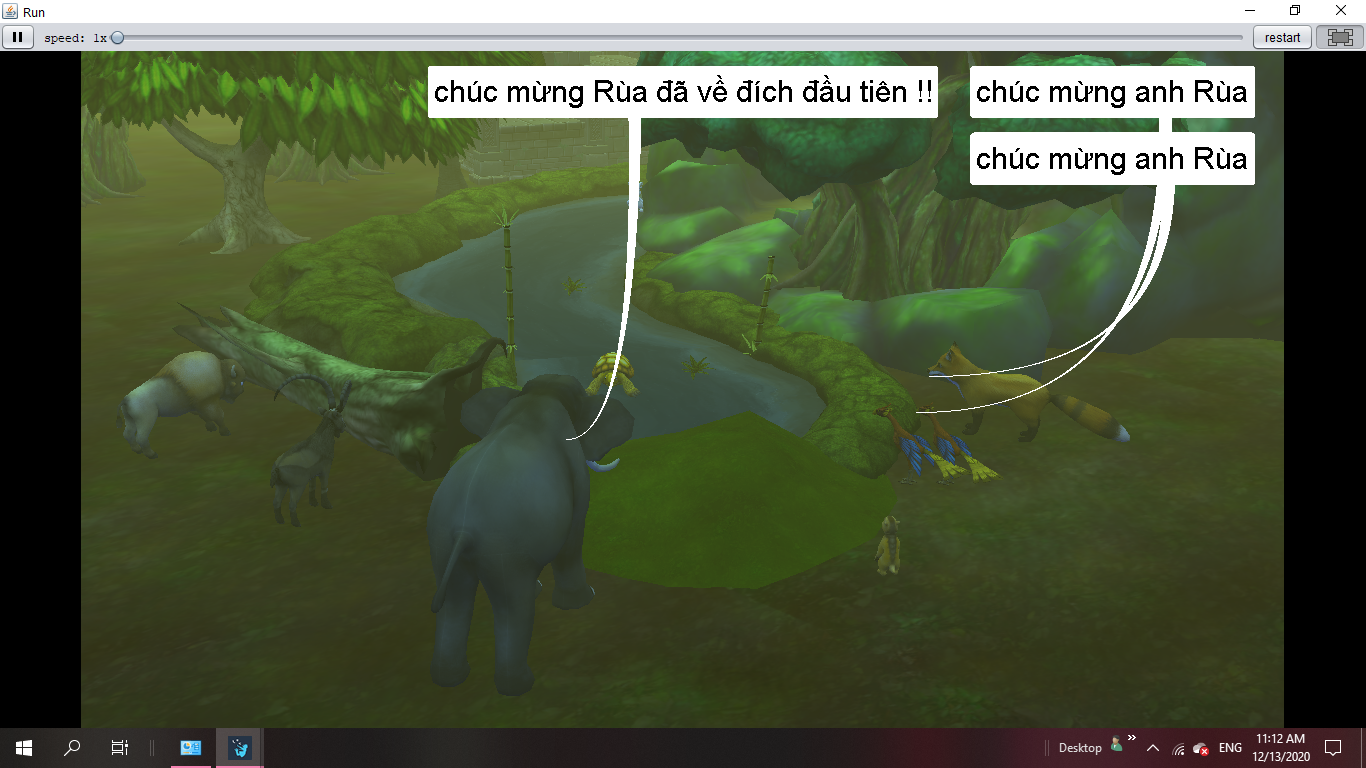 Run
speed: 1x
restart
chúc mừng Rùa đã về đích đầu tiên !!
chúc mừng anh Rùa
chúc mừng anh Rùa
Desktop
ENG
11:12 AM
12/13/2020